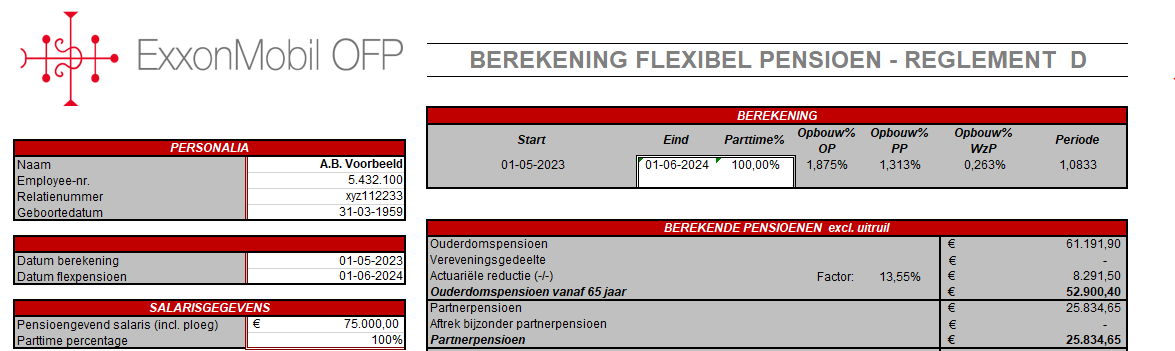 ExxonMobil OFP
BEREKENING FLEXIBEL PENSIOEN - REGLEMENT D
PERSONALIA
Naam A.B. Voorbeeld
Employee-nr. 5.432.100
Relatienummer xyz112233
Geboortedatum 31-03-1959
Datum berekening 01-05-2023
Datum flexpensioen 01-06-2024
SALARISGEGEVENS
Pensioengevend salaris (incl. ploeg) € 75.000,00
Parttime percentage 100%
BEREKENING
Start Eind Parttime% Opbouw% OP Opbouw% PP Opbouw% WzP Periode
01-05-2023 01-06-2024 100,00% 1,875% 1,313% 0,263% 1,0833
BEREKENDE PENSIOENEN excl. uitruil
Ouderdomspensioen € 61.191,90
Vereveningsgedeelte € -
Actuariële reductie (-/-) Factor: 13,55% € 8.291,50
Ouderdomspensioen vanaf 65 jaar € 52.900,40
Partnerpensioen € 25.834,65
Aftrek bijzonder partnerpensioen € -
Partnerpensioen € 25.834,65